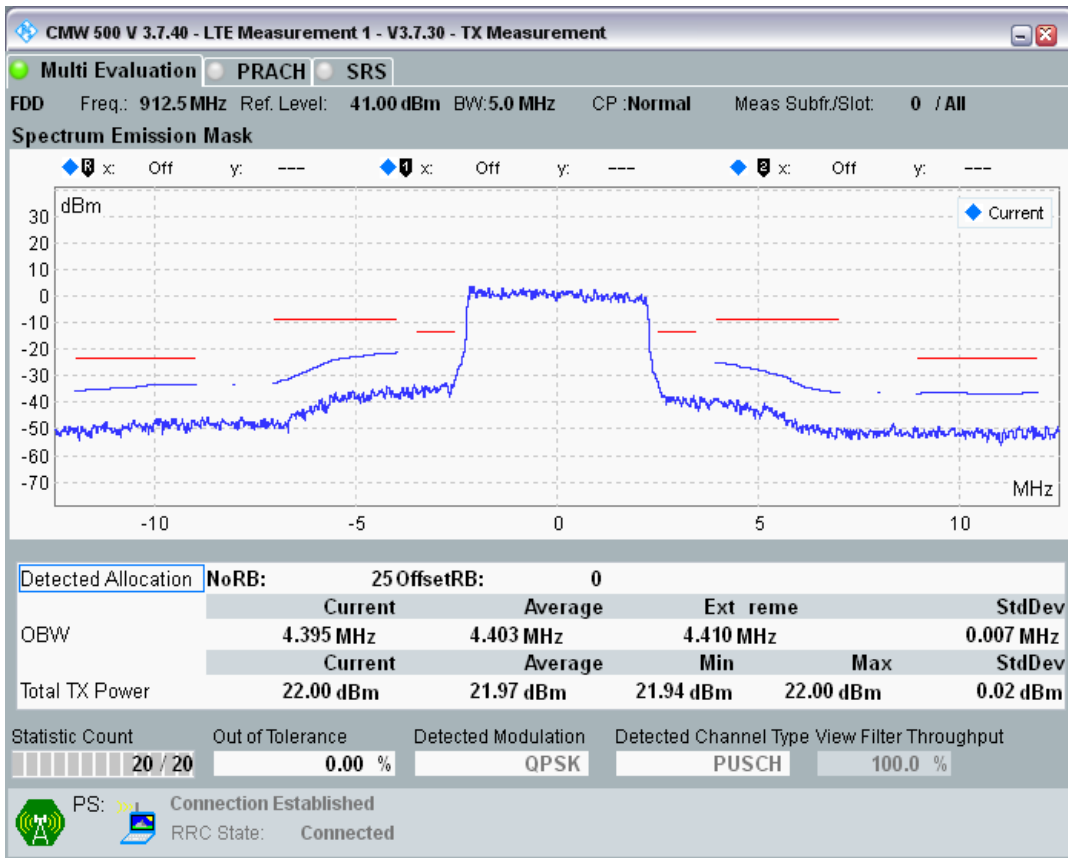 CMW 500 V 3.7.40 - LTE Measurement 1 - V3.7.30 - TX Measurement
Multi Evaluation PRACH SRS
FDD Freq.: 912.5 MHz Ref. Level: 41.00 dBm BW:5.0 MHz CP :Normal Meas Subfr./Slot: 0 / All
Spectrum Emission Mask
R x: Off y: --- 1 x: Off y: --- 2 x: Off y: ---
dBm
Current
30
20
10
0
-10
-20
-30
-40
-50
-60
-70
MHz
-10 -5 0 5 10
Detected Allocation NoRB: 25 OffsetRB: 0
Current Average Ext reme StdDev
OBW 4.395 MHz 4.403 MHz 4.410 MHz 0.007 MHz
Current Average Min Max StdDev
Total TX Power 22.00 dBm 21.97 dBm 21.94 dBm 22.00 dBm 0.02 dBm
Statistic Count Out of Tolerance Detected Modulation Detected Channel Type View Filter Throughput
20 / 20 0.00 % QPSK PUSCH 100.0 %
PS: Connection Established
RRC State: Connected